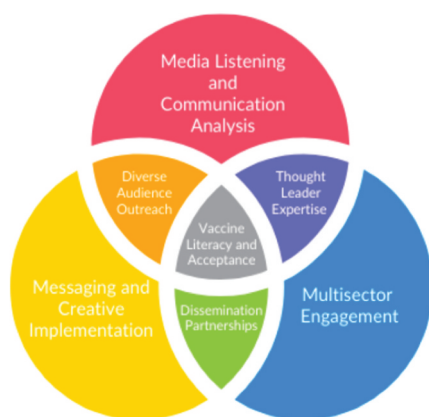 Media Listening
and
Communication
Analysis
Diverse
Audience
Outreach
Thought
Leader
Expertise
Vaccine
Literacy and
Acceptance
Messaging and
Creative
Implementation
Dissemination
Partnerships
Multisector
Engagement